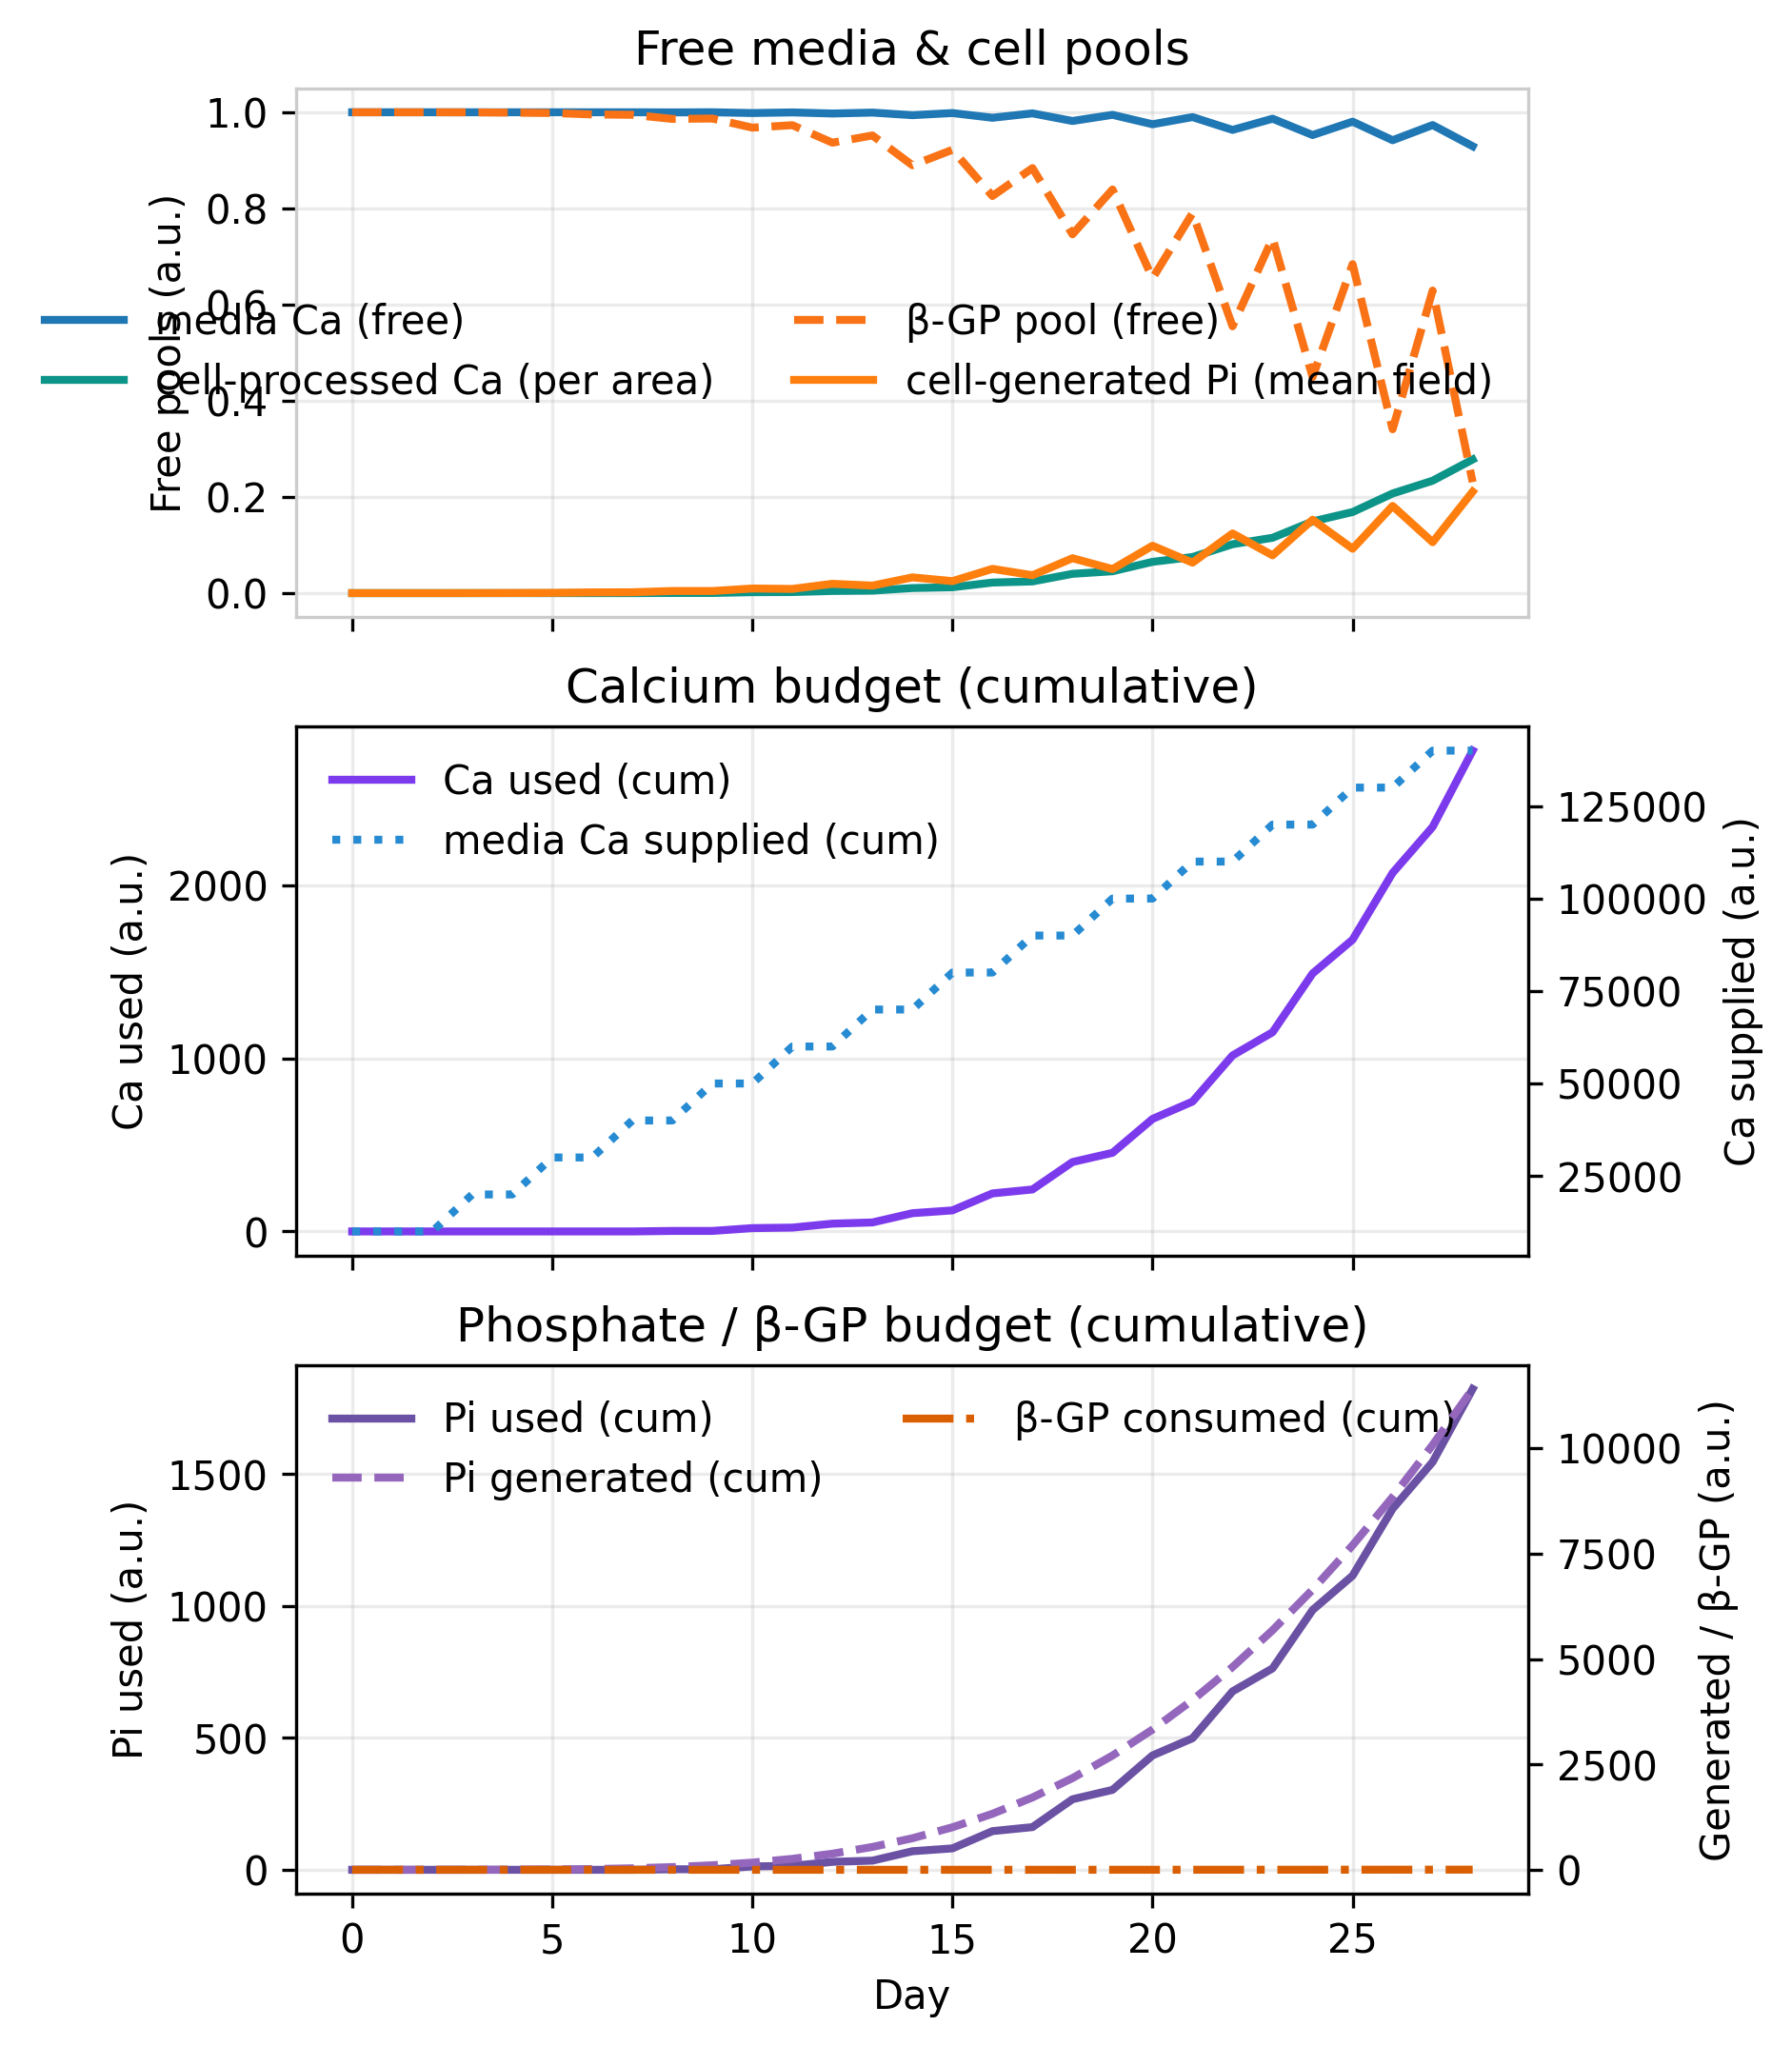 Free media & cell pools
1.0
0.8
0.6
0.4
0.2
0.0
Free pools (a.u.)
media Ca (free)
β-GP pool (free)
cell-processed Ca (per area)
cell-generated Pi (mean field)
Calcium budget (cumulative)
Ca used (cum)
media Ca supplied (cum)
2000
1000
0
Ca used (a.u.)
125000
100000
75000
50000
25000
Ca supplied (a.u.)
Phosphate / β-GP budget (cumulative)
Pi used (cum)
β-GP consumed (cum)
Pi generated (cum)
1500
1000
500
0
Pi used (a.u.)
10000
7500
5000
2500
0
Generated / β-GP (a.u.)
0 5 10 15 20 25
Day